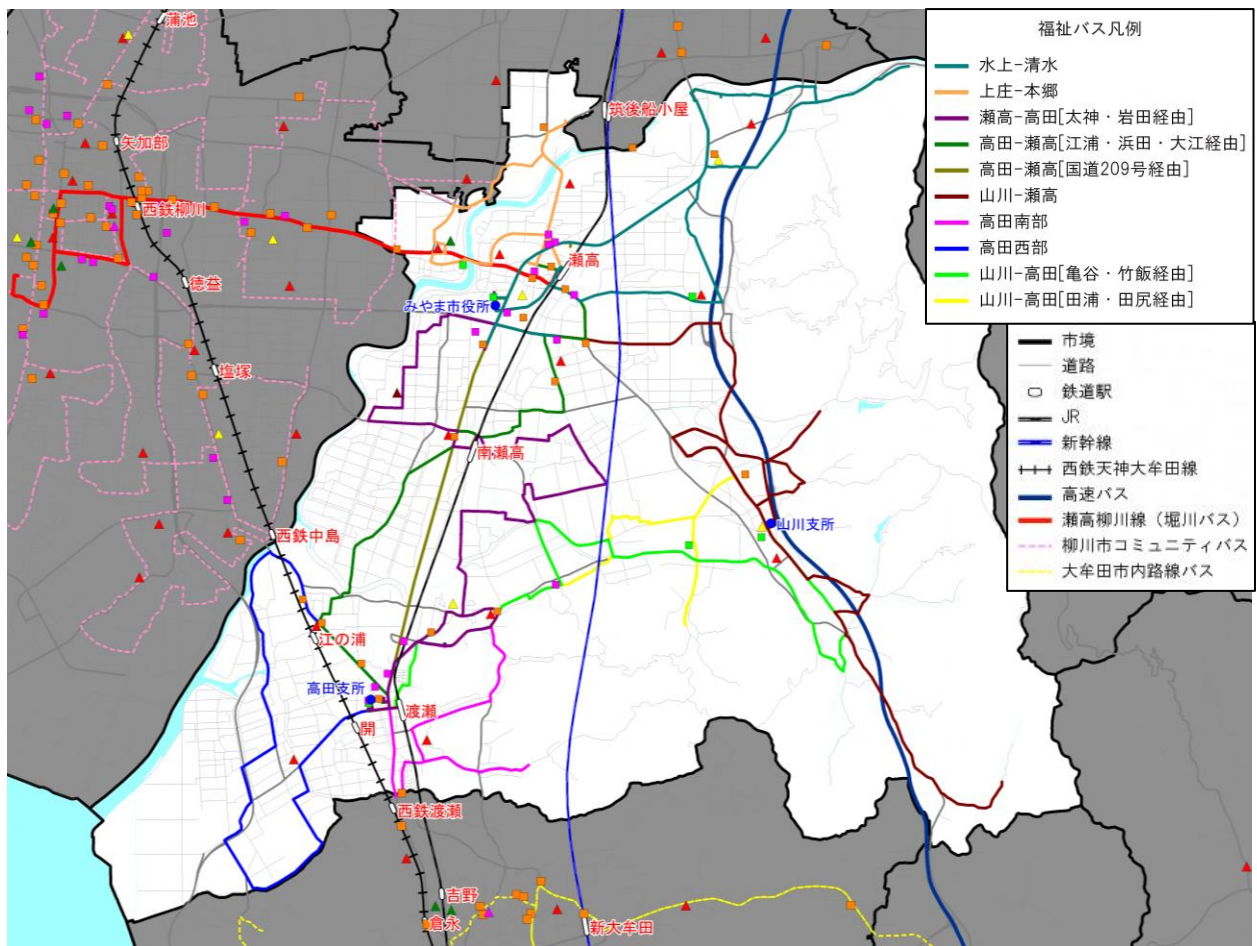 蒲池
矢加部
西鉄柳川
徳益
塩塚
西鉄中島
江の浦
高田支所
開
渡瀬
西鉄渡瀬
吉野
倉永
新大牟田
筑後船小屋
瀬高
みやま市役所
南瀬高
山川支所
福祉バス凡例
水上-清水
上庄-本郷
瀬高-高田[太神・岩田経由]
高田-瀬高[江浦・浜田・大江経由]
高田-瀬高[国道209号経由]
山川-瀬高
高田南部
高田西部
山川-高田[亀谷・竹飯経由]
山川-高田[田浦・田尻経由]
市境
道路
鉄道駅
JR
新幹線
西鉄天神大牟田線
高速バス
瀬高柳川線（堀川バス）
柳川市コミュニティバス
大牟田市内路線バス